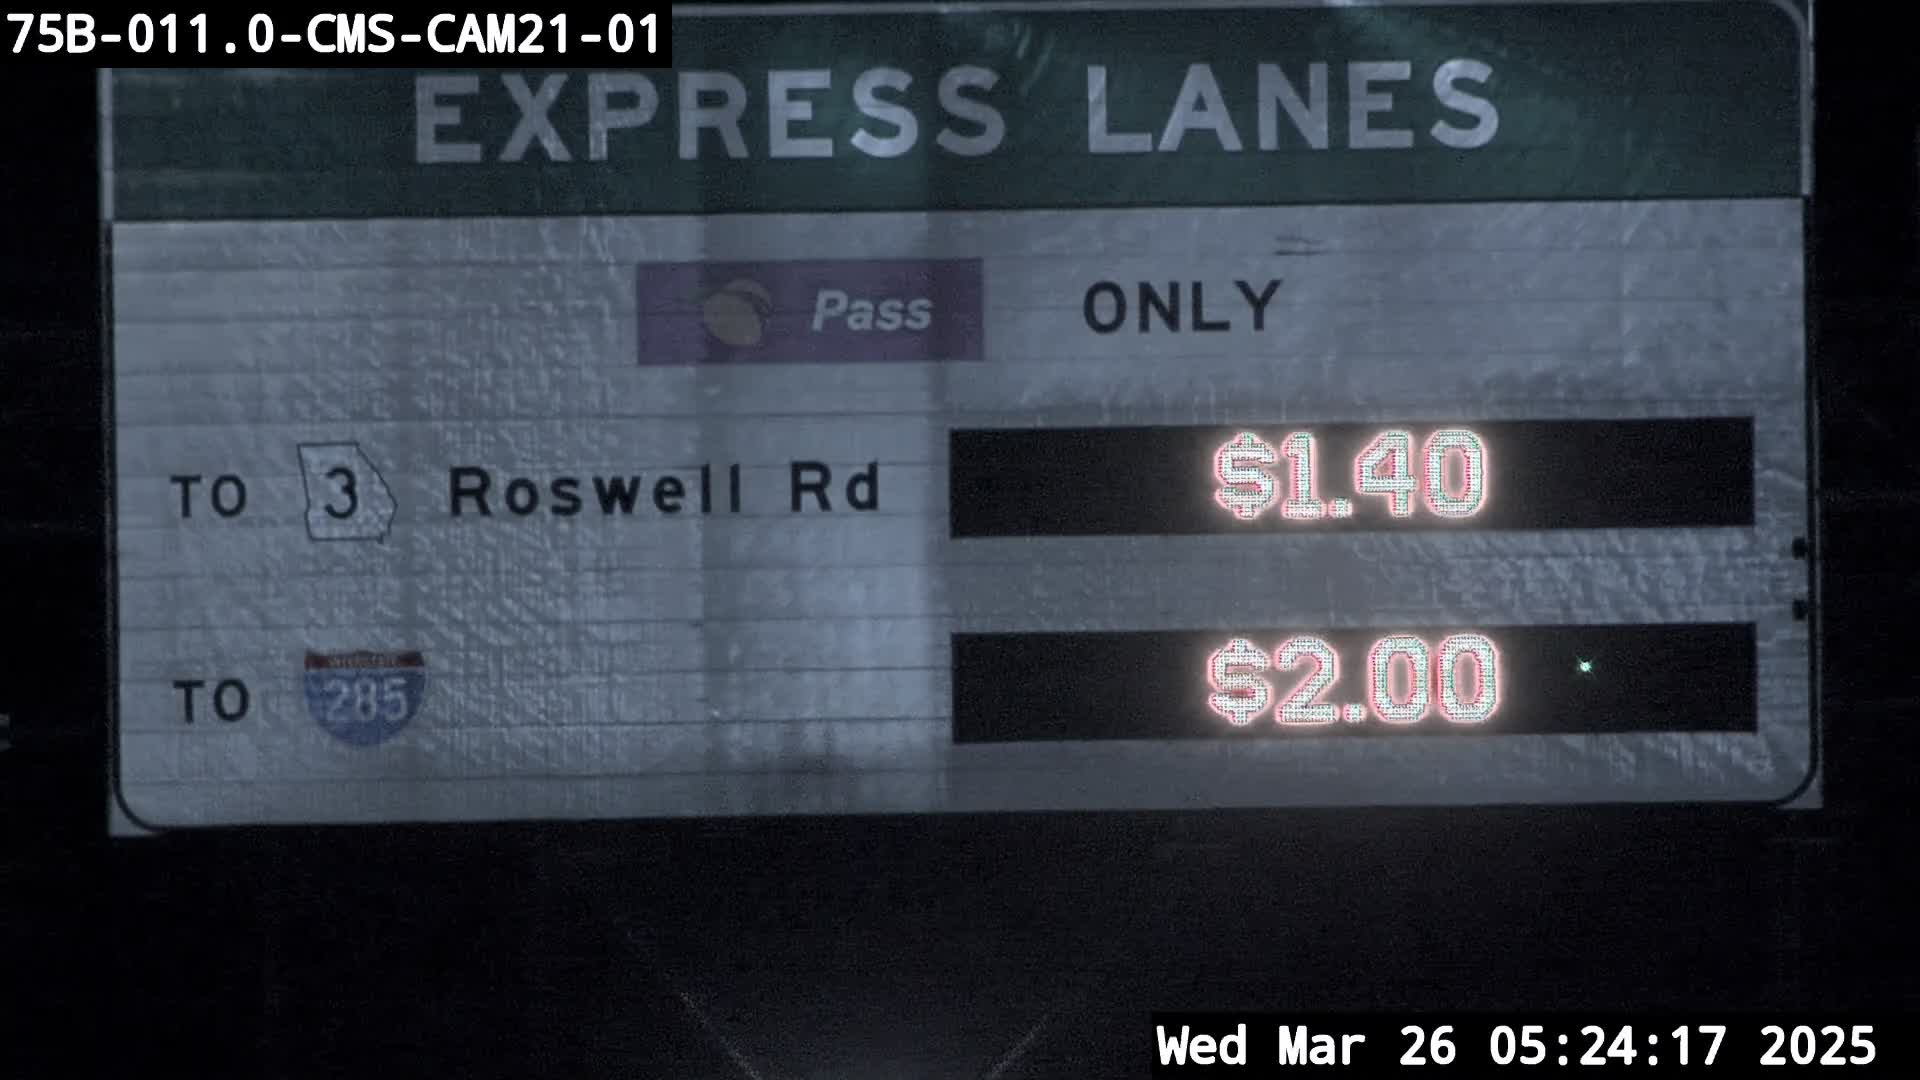 75B-011.0-CMS-CAM21-01
EXPRESS LANES
Pass ONLY
TO 3 Roswell Rd $1.40
TO INTERSTATE 285 $2.00
Wed Mar 26 05:24:17 2025